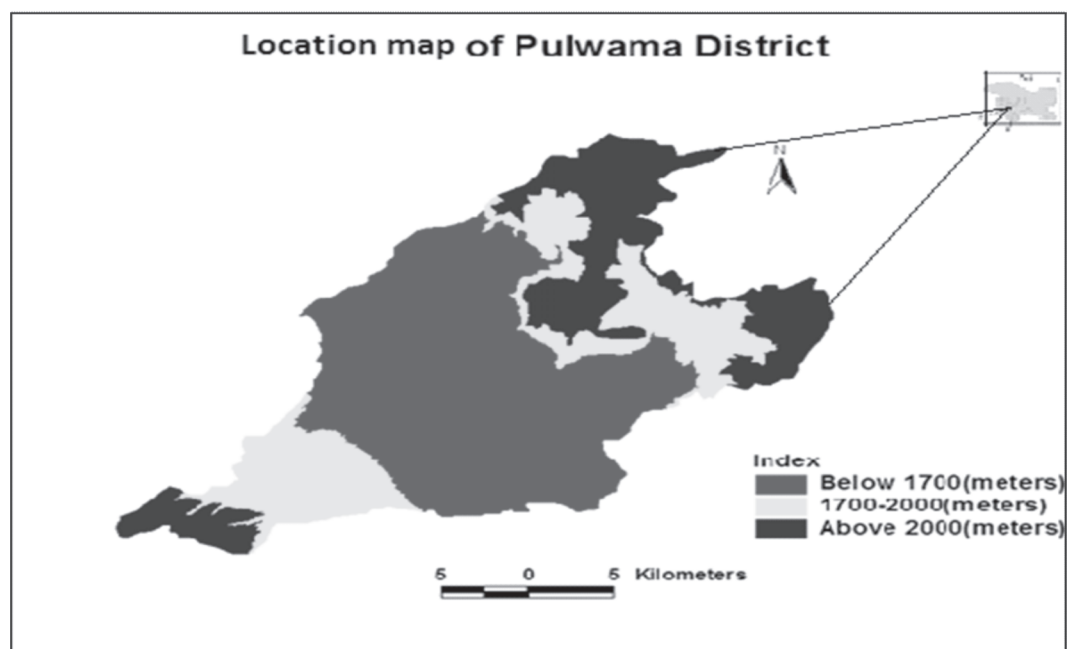 Location map of Pulwama District
N
Index
Below 1700(meters)
1700-2000(meters)
Above 2000(meters)
5 0 5 Kilometers